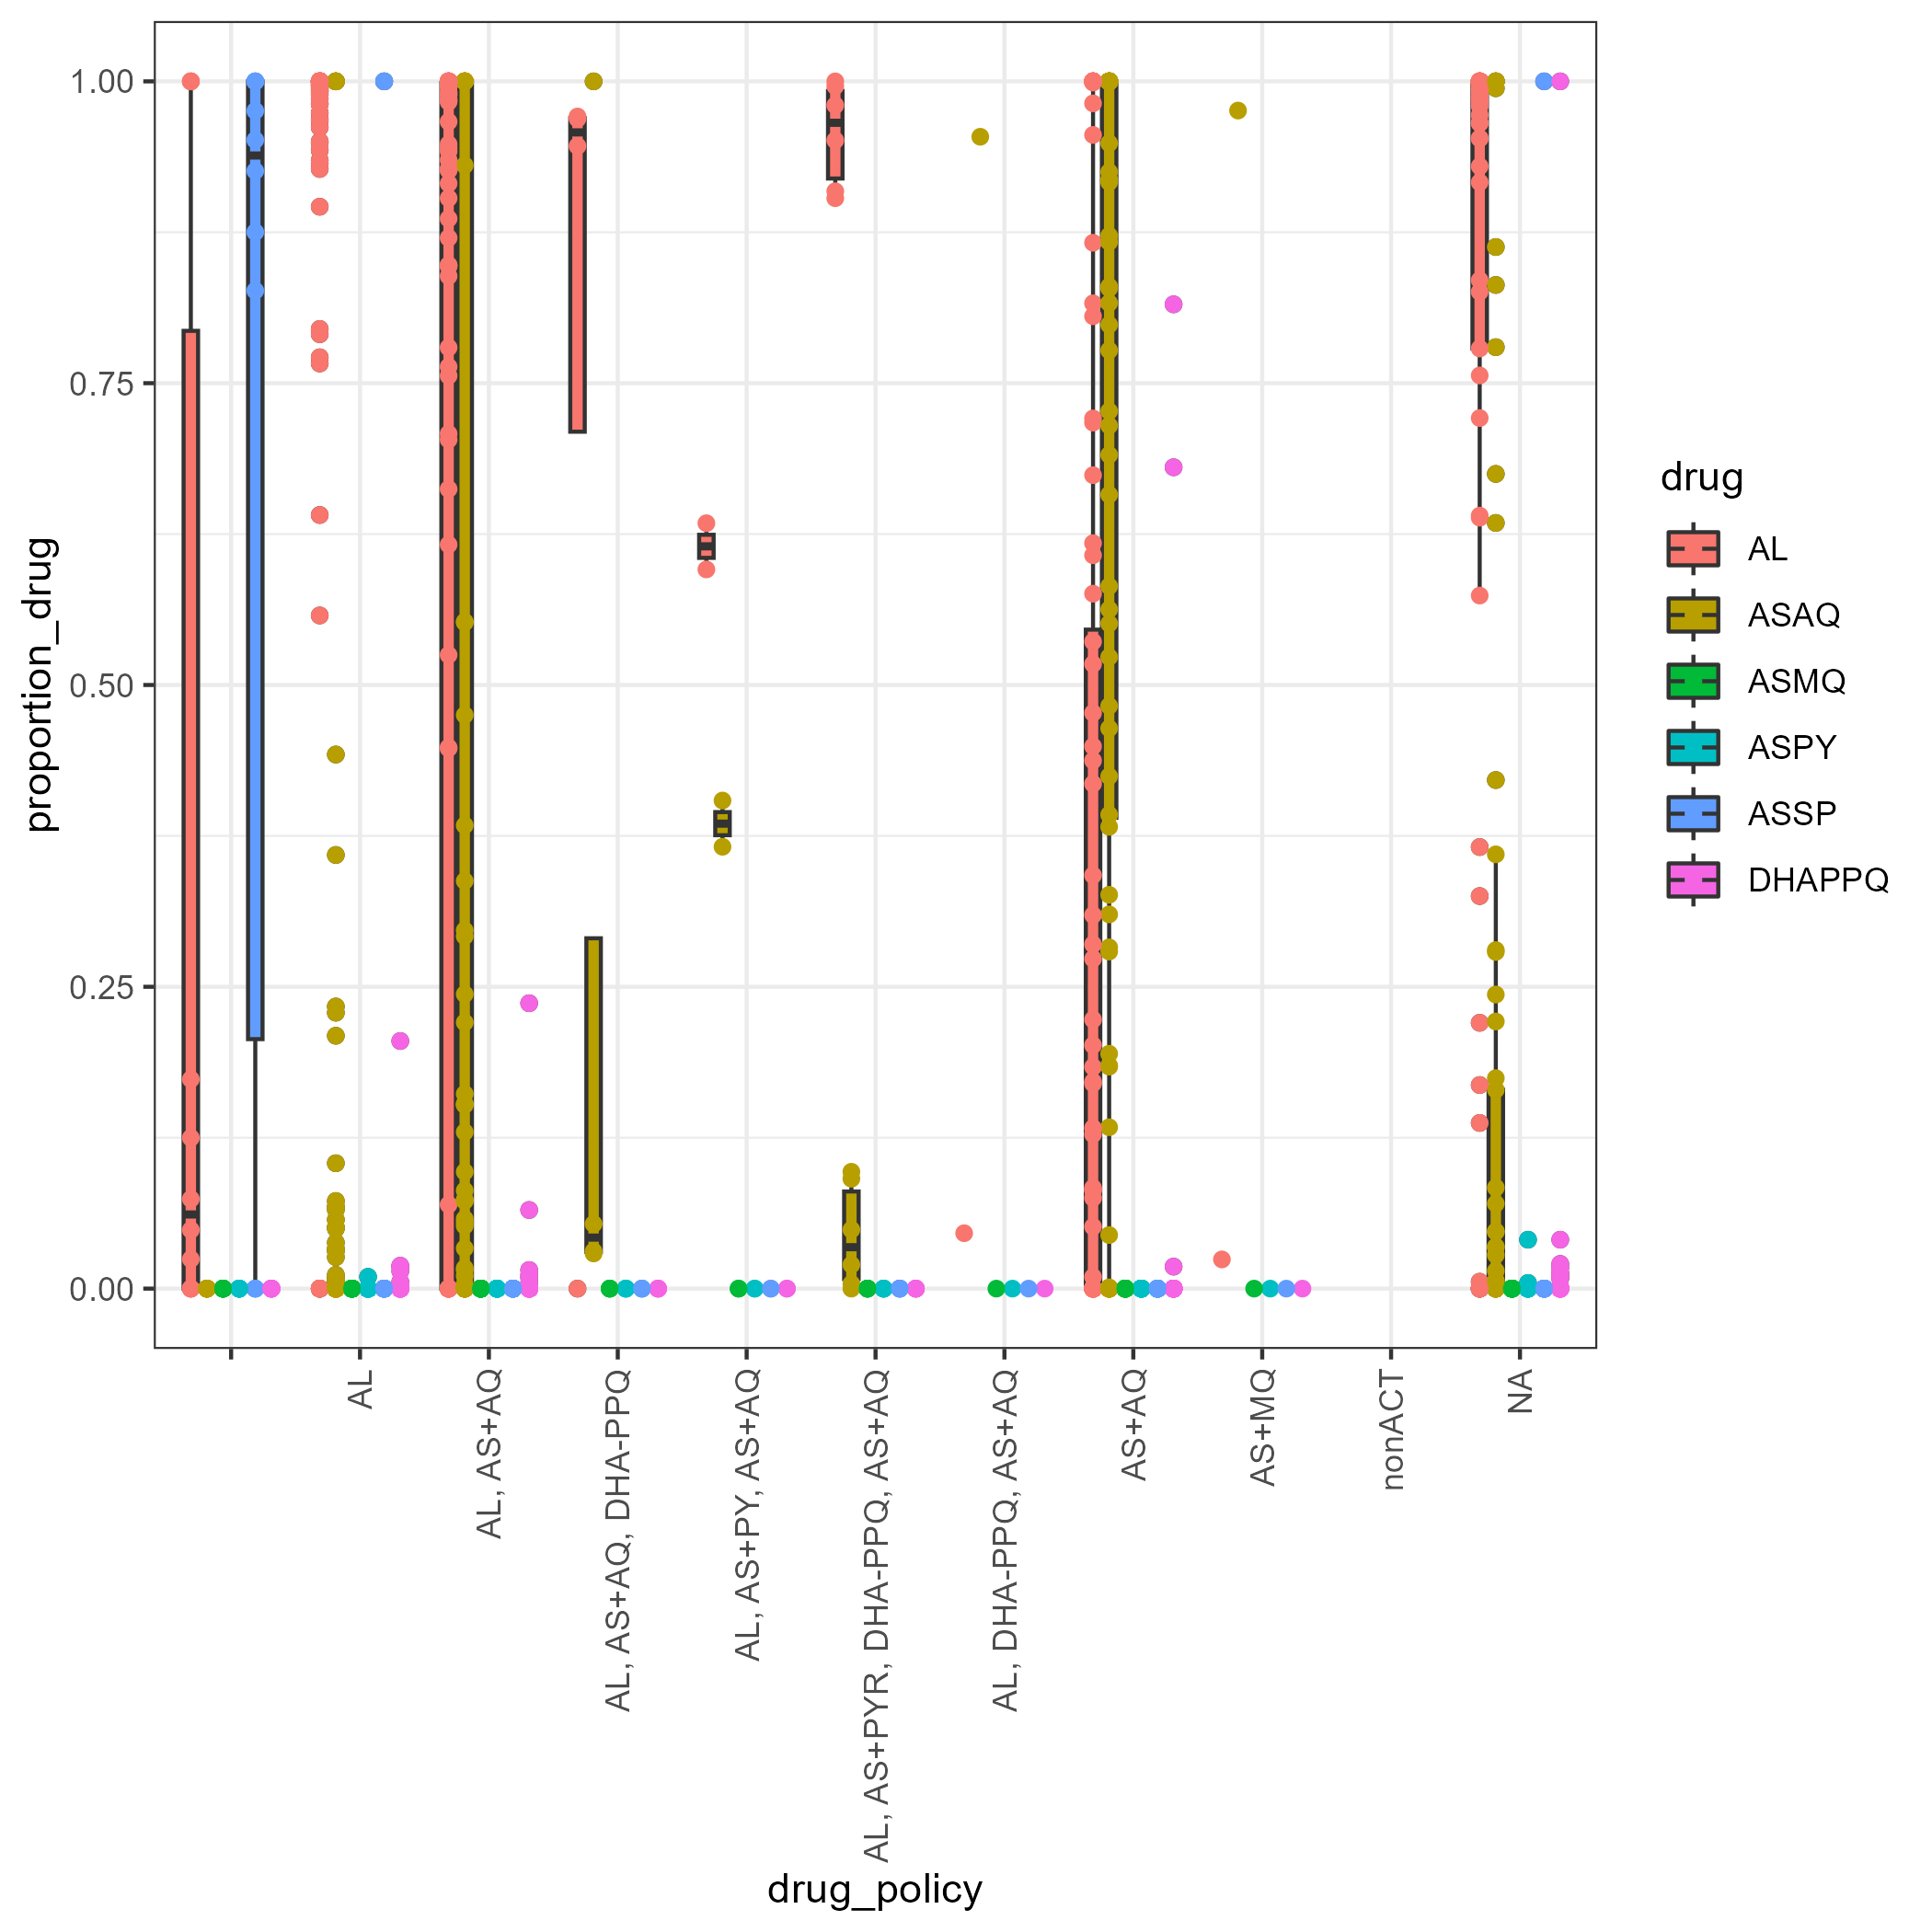 1.00
0.75
0.50
0.25
0.00
proportion_drug
AL
AL, AS+AQ
AL, AS+AQ, DHA-PPQ
AL, AS+PY, AS+AQ
AL, AS+PYR, DHA-PPQ, AS+AQ
AL, DHA-PPQ, AS+AQ
AS+AQ
AS+MQ
nonACT
NA
drug_policy
drug
AL
ASAQ
ASMQ
ASPY
ASSP
DHAPPQ